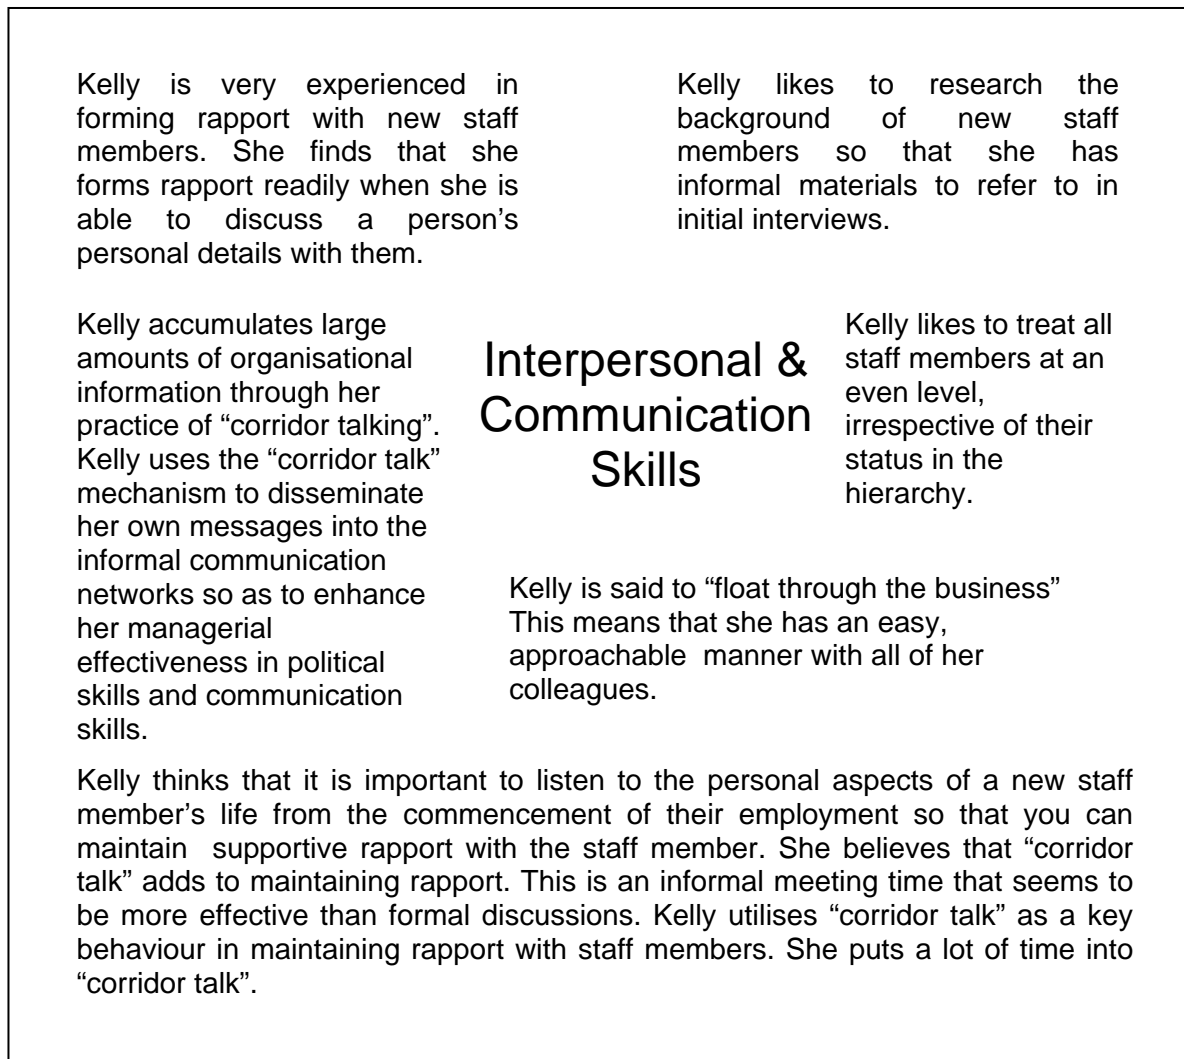 Kelly is very experienced in
forming rapport with new staff
members. She finds that she
forms rapport readily when she is
able to discuss a person’s
personal details with them.
Kelly likes to research the
background of new staff
members so that she has
informal materials to refer to in
initial interviews.
Kelly accumulates large
amounts of organisational
information through her
practice of “corridor talking”.
Kelly uses the “corridor talk”
mechanism to disseminate
her own messages into the
informal communication
networks so as to enhance
her managerial
effectiveness in political
skills and communication
skills.
Interpersonal &
Communication
Skills
Kelly likes to treat all
staff members at an
even level,
irrespective of their
status in the
hierarchy.
Kelly is said to “float through the business”
This means that she has an easy,
approachable manner with all of her
colleagues.
Kelly thinks that it is important to listen to the personal aspects of a new staff
member’s life from the commencement of their employment so that you can
maintain supportive rapport with the staff member. She believes that “corridor
talk” adds to maintaining rapport. This is an informal meeting time that seems to
be more effective than formal discussions. Kelly utilises “corridor talk” as a key
behaviour in maintaining rapport with staff members. She puts a lot of time into
“corridor talk”.